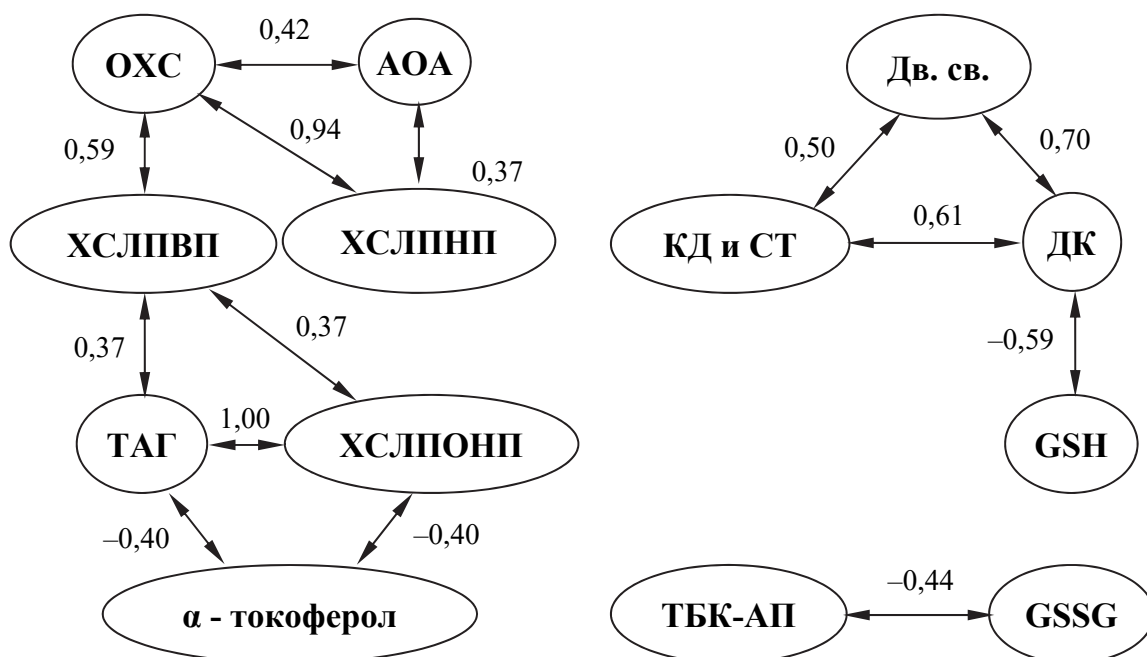 0,42
ОХС
АОА
0,59
0,94
0,37
ХСЛПВП
ХСЛПНП
0,37
0,37
ТАГ
1,00
ХСЛПОНП
–0,40
–0,40
α - токоферол
Дв. св.
0,50
0,70
КД и СТ
0,61
ДК
–0,59
GSH
ТБК-АП
–0,44
GSSG